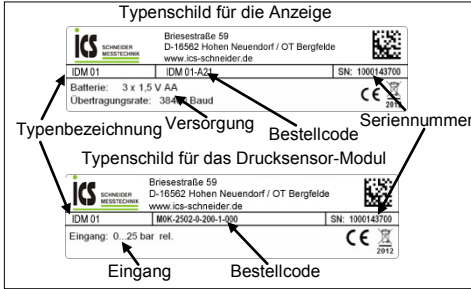 Typenschild für die Anzeige
ICS SCHNEIDER MESSTECHNIK
Briesestraße 59
D-16562 Hohen Neuendorf / OT Bergfelde
www.ics-schneider.de
IDM 01 IDM 01-A21 SN: 1000143700
Batterie: 3 x 1,5 V AA
Übertragungsrate: Baud
2012
Typenbezeichnung Versorgung Bestellcode Seriennummer
Typenschild für das Drucksensor-Modul
ICS SCHNEIDER MESSTECHNIK
Briesestraße 59
D-16562 Hohen Neuendorf / OT Bergfelde
www.ics-schneider.de
IDM 01 M0K-2502-0-200-1-000 SN: 1000143700
Eingang: 0...25 bar rel.
CE 2012
Eingang Bestellcode